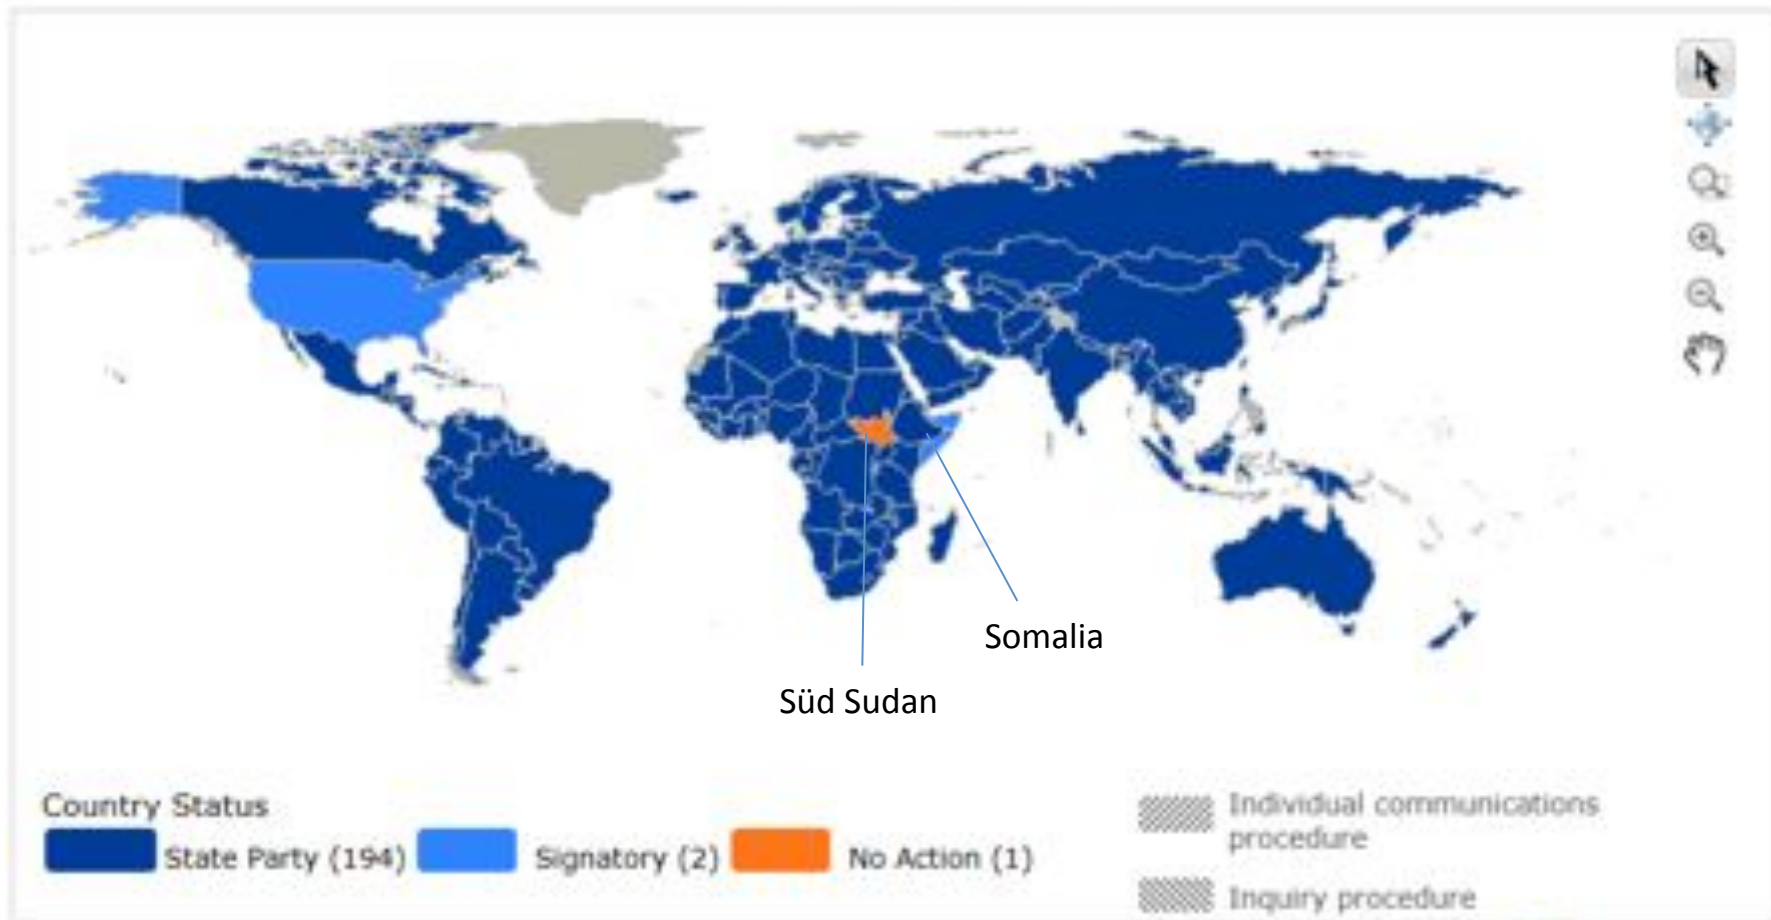 Somalia
Süd Sudan
Country Status
State Party (194)
Signatory (2)
No Action (1)
Individual communications
procedure
Inquiry procedure